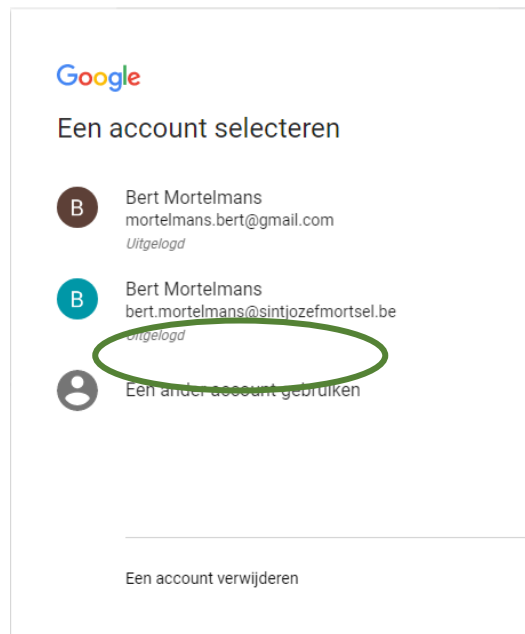 Google
Een account selecteren
B
Bert Mortelmans
mortelmans.bert@gmail.com
Uitgelogd
B
Bert Mortelmans
bert.mortelmans@sintjozefmortsel.be
Uitgelogd
Een ander account gebruiken
Een account verwijderen